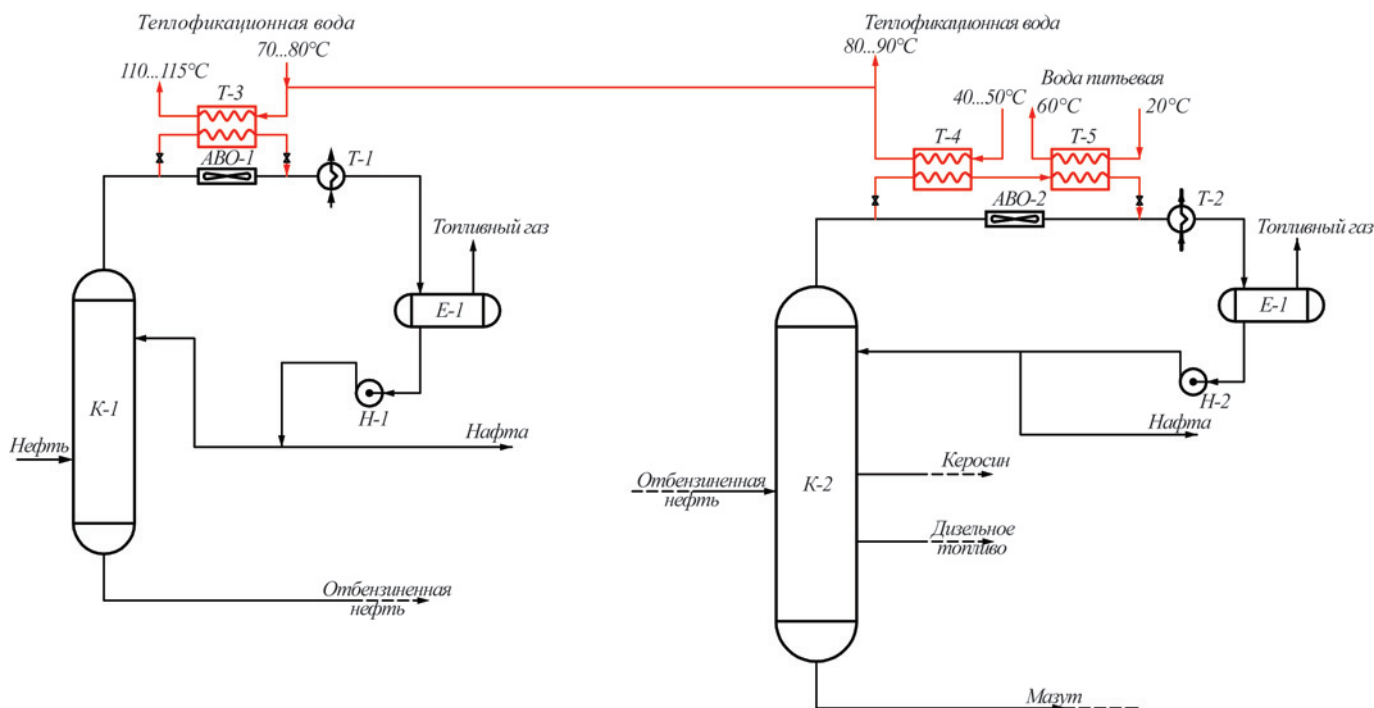 Теплофикационная вода
70...80°С
110...115°С
Т-3
АВО-1
Т-1
Топливный газ
Е-1
К-1
Н-1
Нефть
Нафта
Отбензиненная
нефть
Теплофикационная вода
80...90°С
Вода питьевая
40...50°С
60°С
20°С
Т-4
Т-5
АВО-2
Т-2
Топливный газ
Е-1
Н-2
Нафта
Керосин
Отбензиненная
нефть
К-2
Дизельное
топливо
Мазут